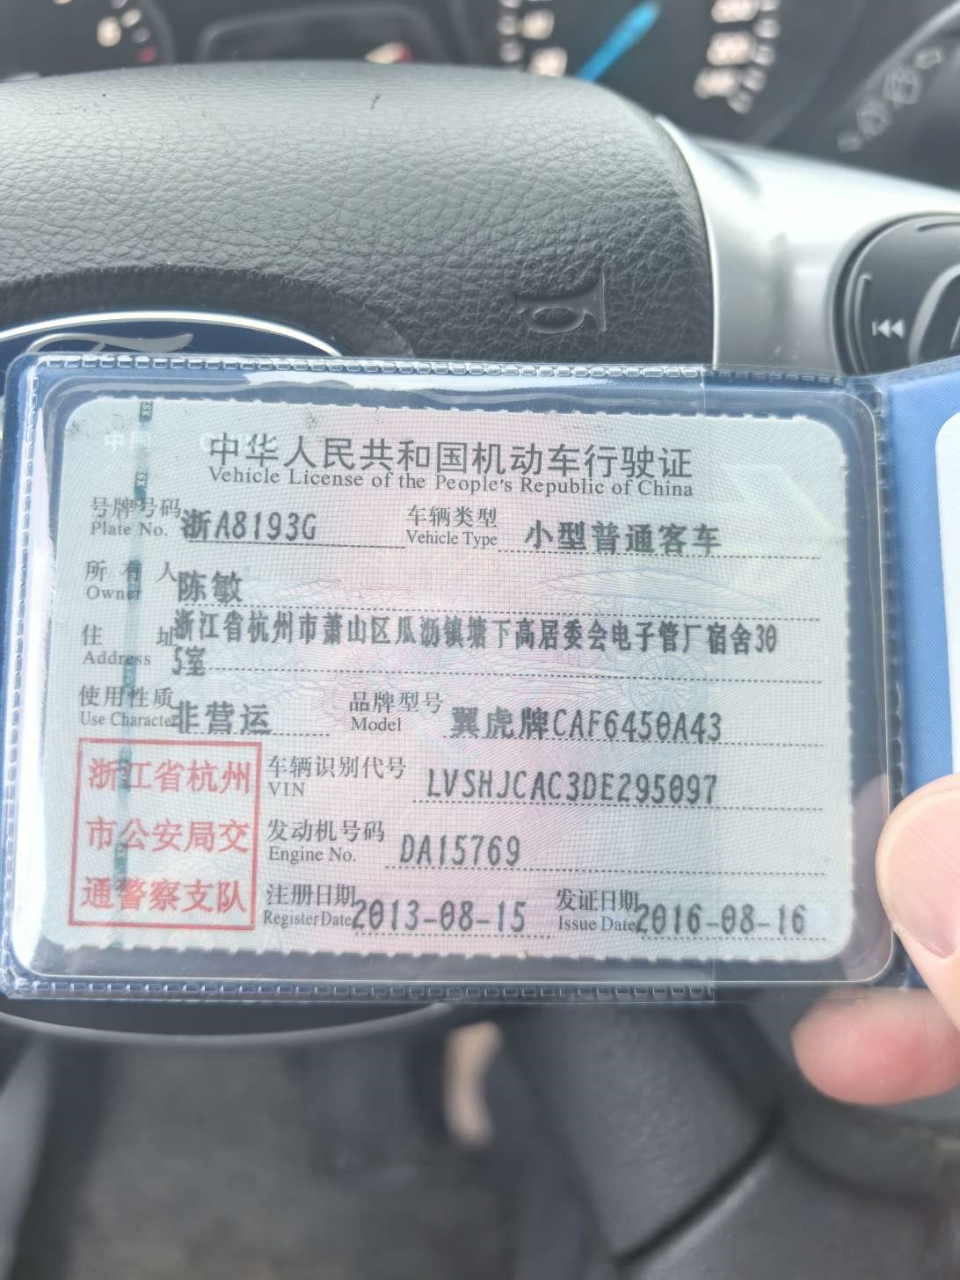 中华人民共和国机动车行驶证
Vehicle License of the People's Republic of China
号牌号码 浙A8193G 车辆类型 小型普通客车
Plate No. Vehicle Type
所有人 陈敏
Owner
住址 浙江省杭州市萧山区瓜沥镇塘下高居委会电子管厂宿舍30
Address 5室
使用性质 非营运 品牌型号 翼虎牌CAF6450A43
Use Character Model
浙江省杭州
市公安局交
通警察支队
车辆识别代号 LVSHJCAC3DE295097
VIN
发动机号码 DA15769
Engine No.
注册日期 2013-08-15 发证日期 2016-08-16
Register Date Issue Date